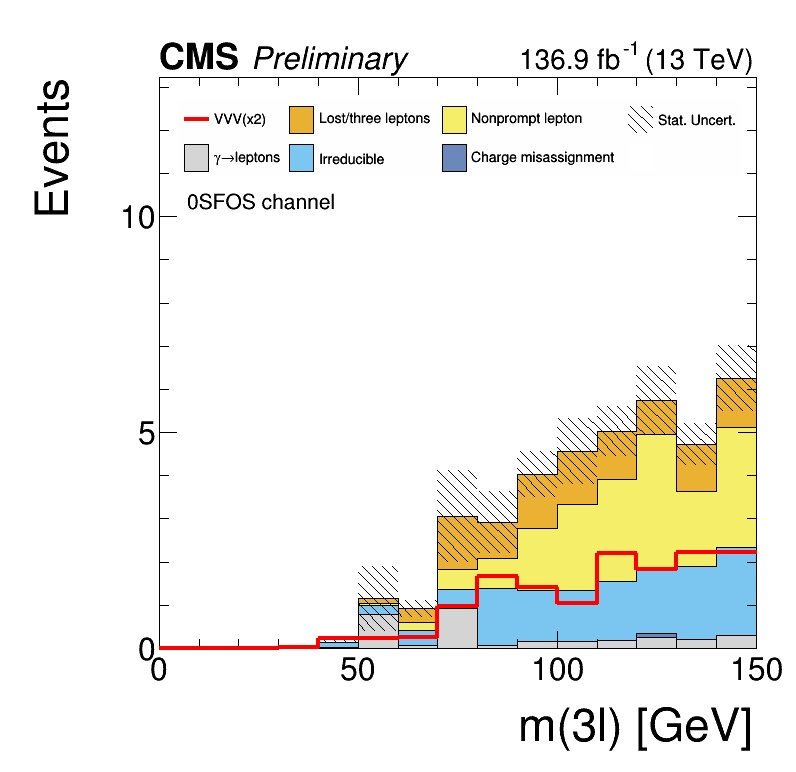 CMS Preliminary 136.9 fb⁻¹ (13 TeV)
Events
VVV(x2) Lost/three leptons Nonprompt lepton Stat. Uncert.
γ→leptons Irreducible Charge misassignment
0SFOS channel
10
5
0
0 50 100 150
m(3l) [GeV]